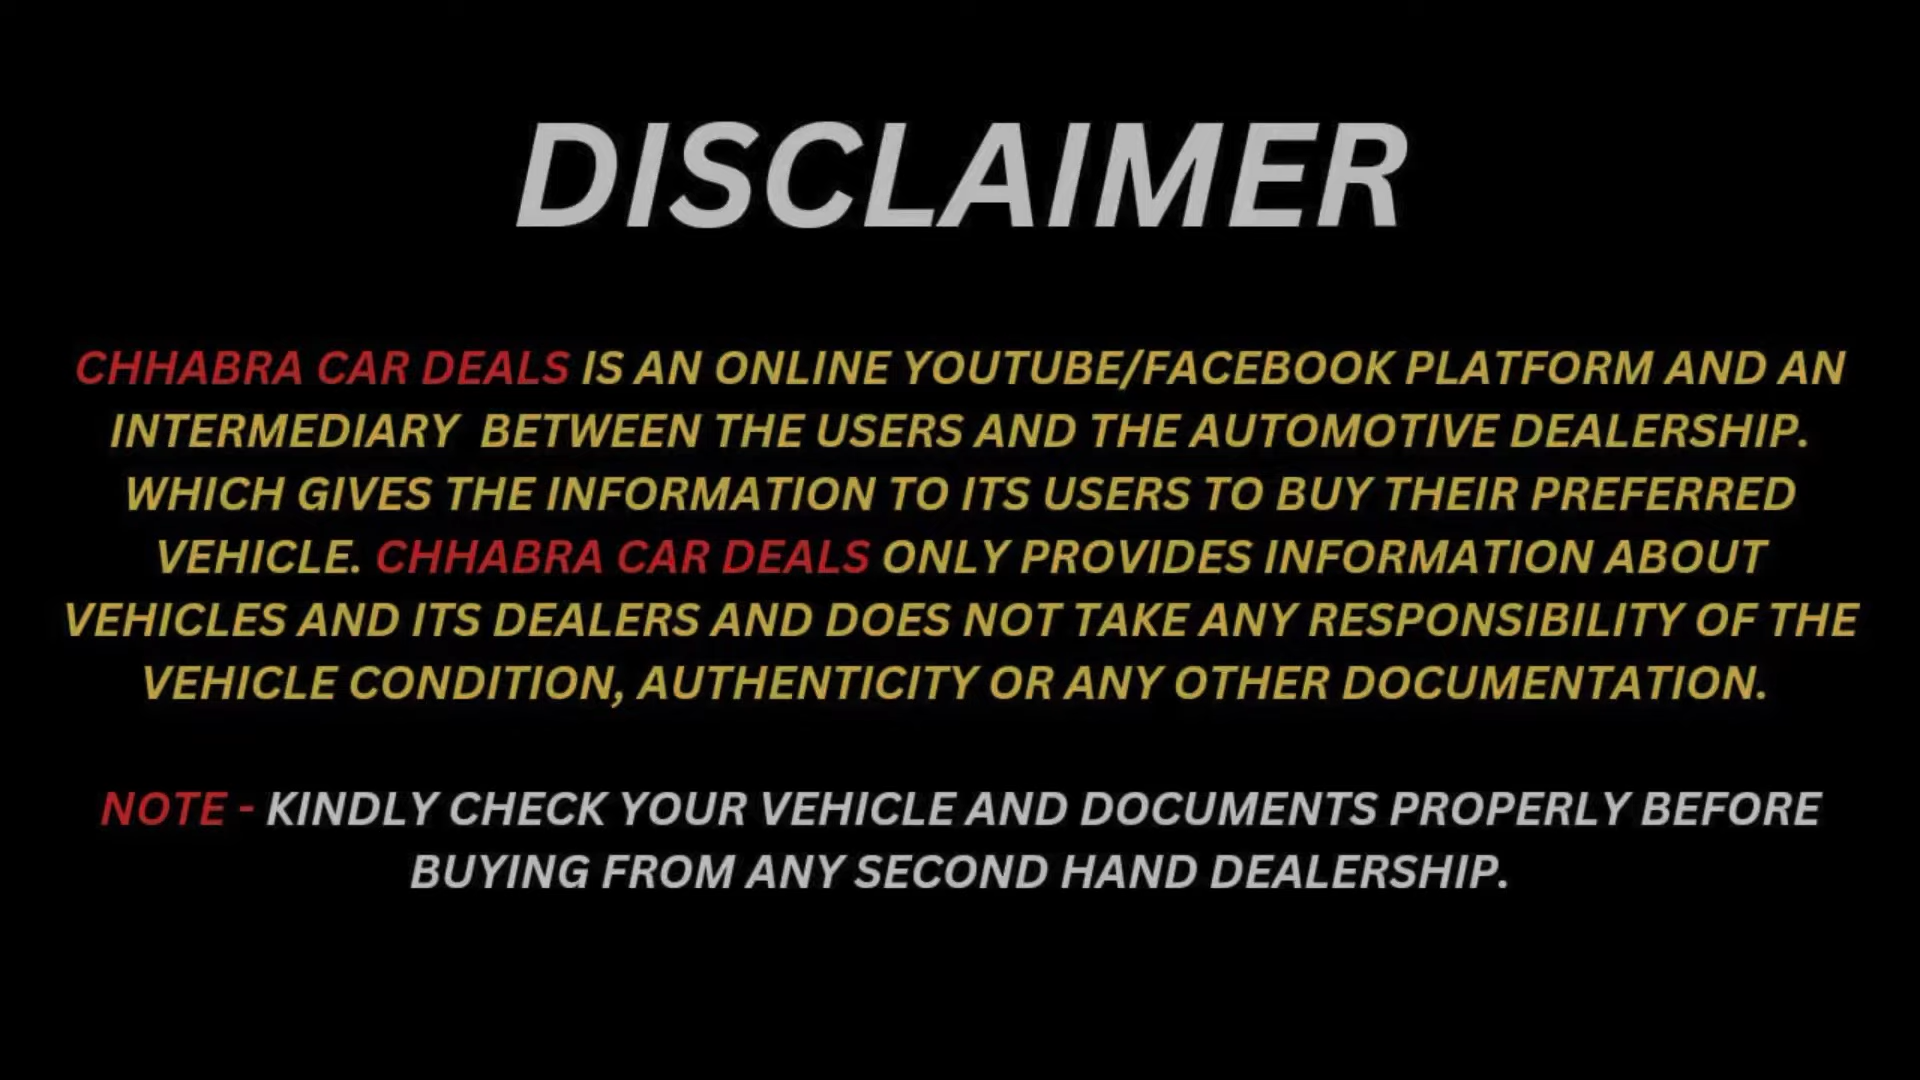 DISCLAIMER
CHHABRA CAR DEALS IS AN ONLINE YOUTUBE/FACEBOOK PLATFORM AND AN
INTERMEDIARY BETWEEN THE USERS AND THE AUTOMOTIVE DEALERSHIP.
WHICH GIVES THE INFORMATION TO ITS USERS TO BUY THEIR PREFERRED
VEHICLE. CHHABRA CAR DEALS ONLY PROVIDES INFORMATION ABOUT
VEHICLES AND ITS DEALERS AND DOES NOT TAKE ANY RESPONSIBILITY OF THE
VEHICLE CONDITION, AUTHENTICITY OR ANY OTHER DOCUMENTATION.
NOTE - KINDLY CHECK YOUR VEHICLE AND DOCUMENTS PROPERLY BEFORE
BUYING FROM ANY SECOND HAND DEALERSHIP.